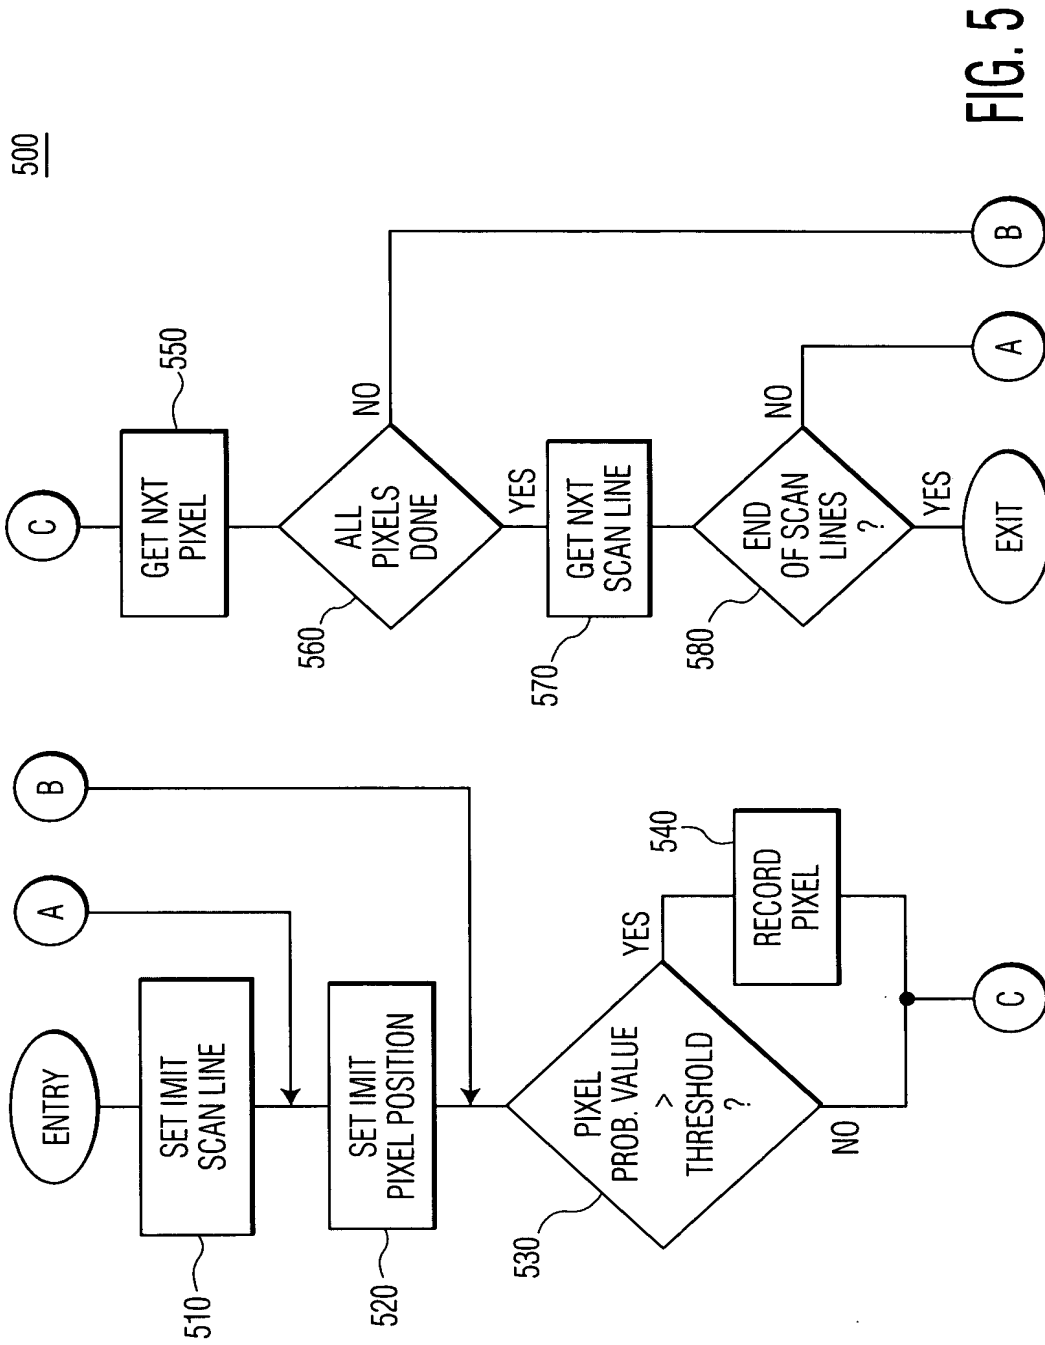 500
ENTRY
A
B
SET IMIT
SCAN LINE
510
SET IMIT
PIXEL POSITION
520
PIXEL
PROB. VALUE
>
THRESHOLD
?
530
YES
540
RECORD
PIXEL
NO
C
C
GET NXT
PIXEL
550
ALL
PIXELS
DONE
560
NO
YES
GET NXT
SCAN LINE
570
END
OF SCAN
LINES
?
580
NO
YES
EXIT
A
B
FIG. 5